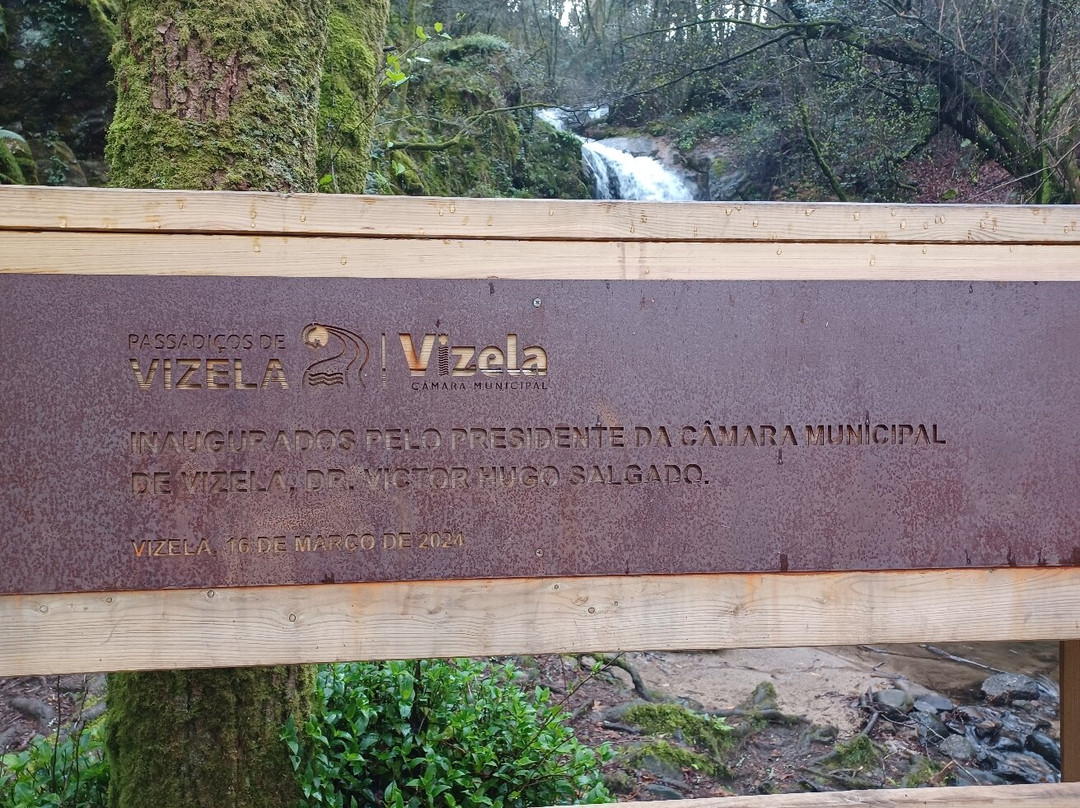 PASSADIÇOS DE
VIZELA
Vizela
CÂMARA MUNICIPAL
INAUGURADOS PELO PRESIDENTE DA CÂMARA MUNICIPAL
DE VIZELA, DR. VICTOR HUGO SALGADO.
VIZELA, 16 DE MARÇO DE 2024